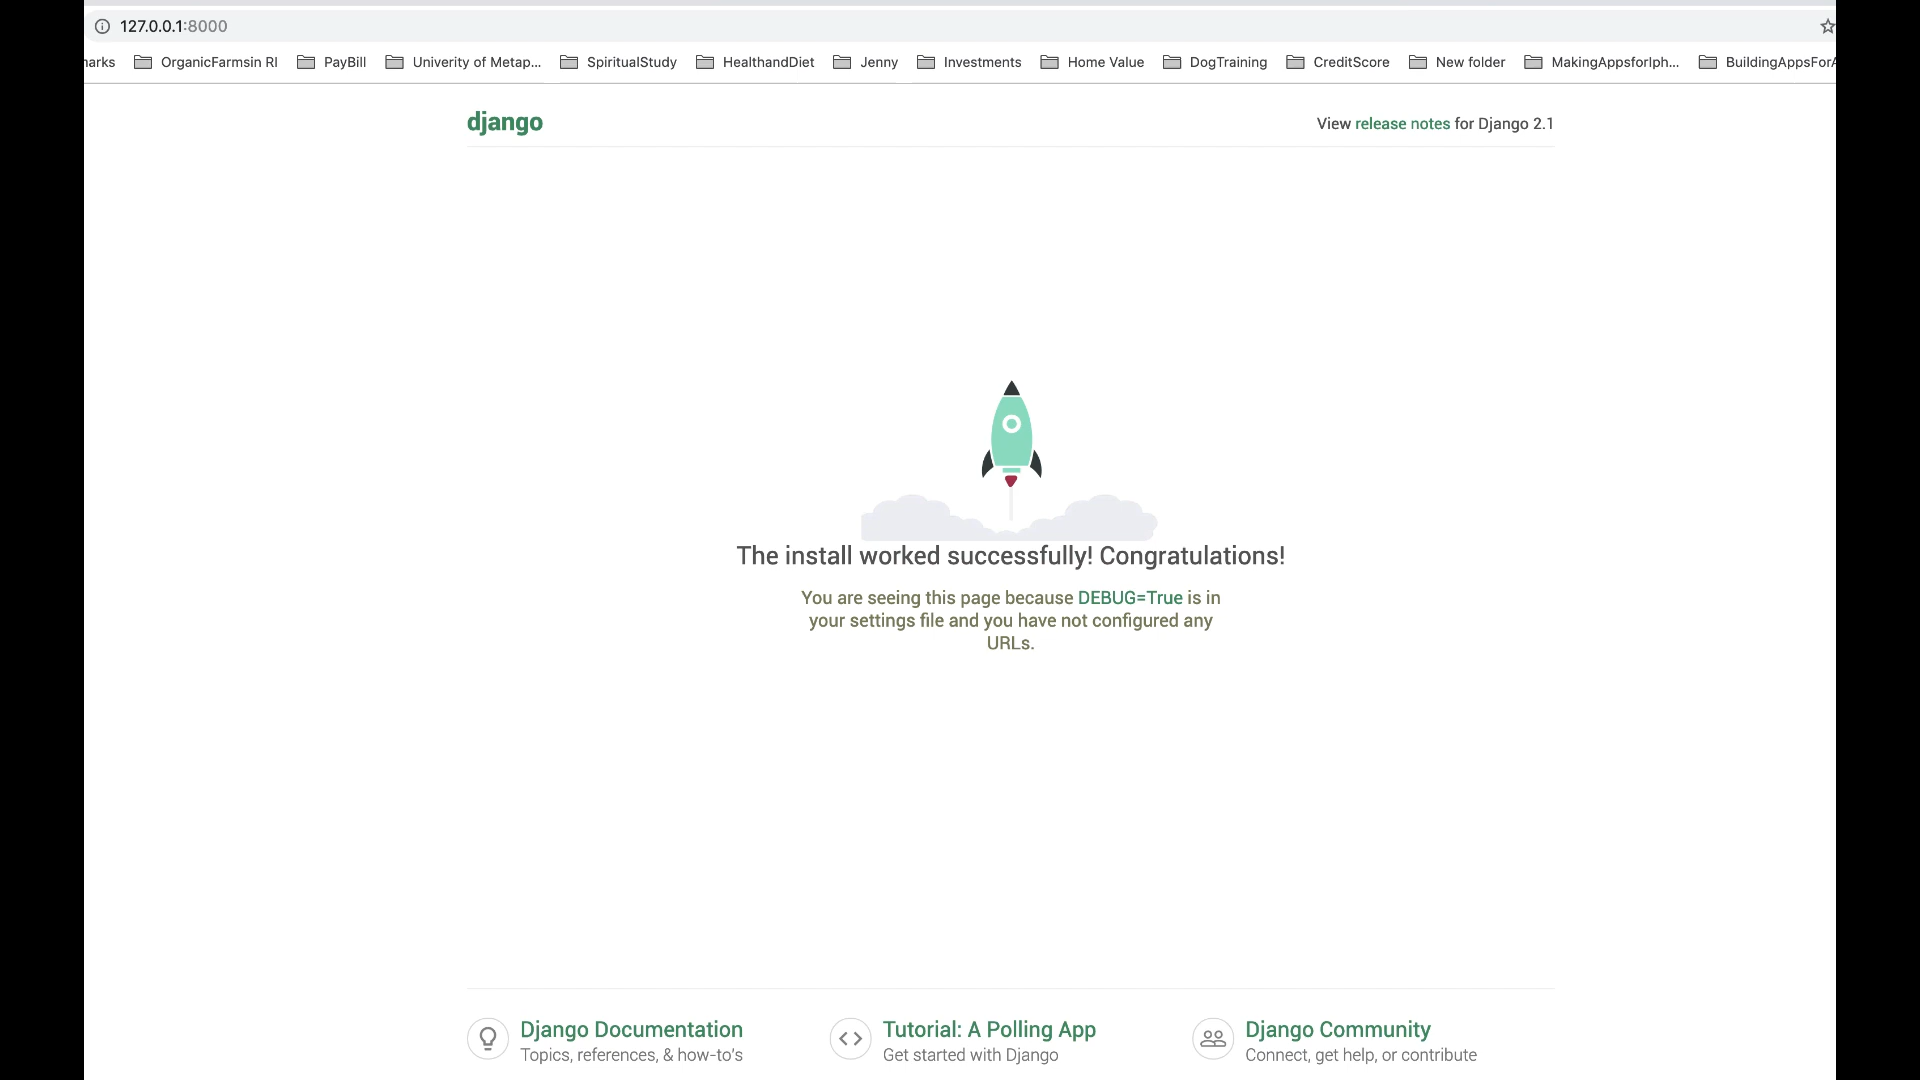 127.0.0.1:8000
marks OrganicFarmsin RI PayBill Univerity of Metap... SpiritualStudy HealthandDiet Jenny Investments Home Value DogTraining CreditScore New folder MakingAppsforIph... BuildingAppsForA
django View release notes for Django 2.1
The install worked successfully! Congratulations!
You are seeing this page because DEBUG=True is in
your settings file and you have not configured any
URLs.
Django Documentation Tutorial: A Polling App Django Community
Topics, references, & how-to's Get started with Django Connect, get help, or contribute